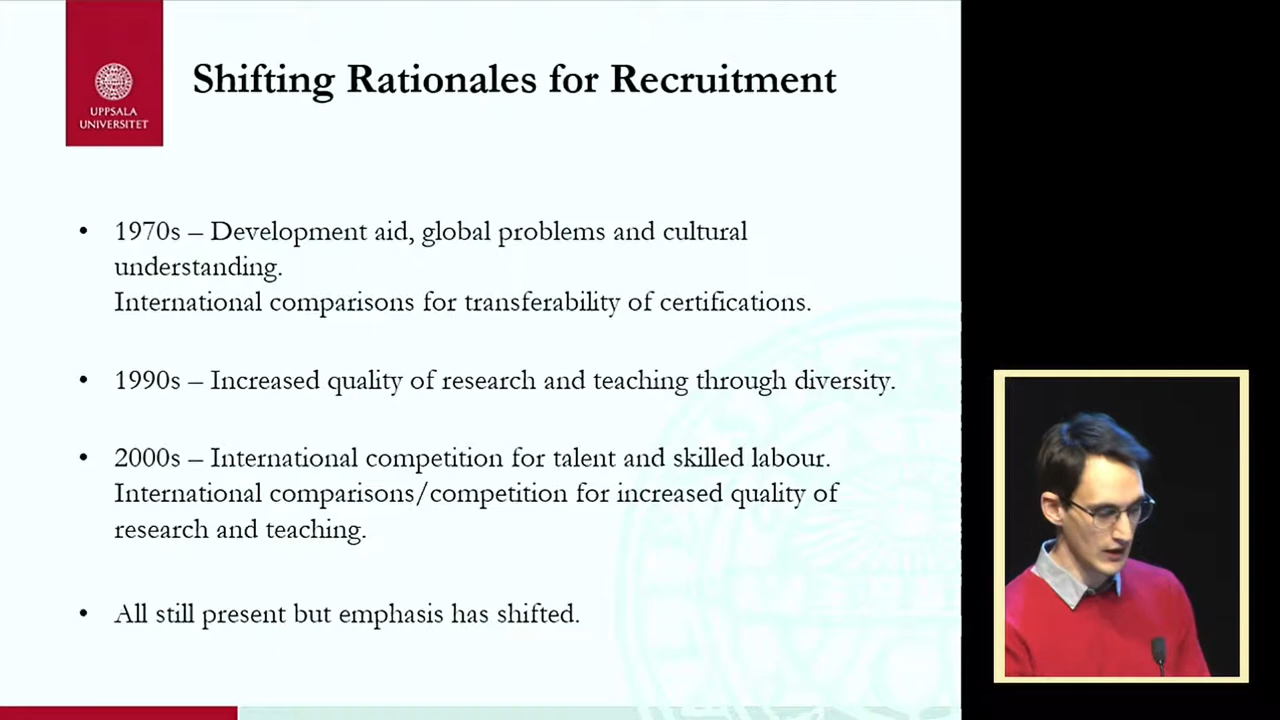 UPPSALA
UNIVERSITET
Shifting Rationales for Recruitment
• 1970s – Development aid, global problems and cultural
understanding.
International comparisons for transferability of certifications.
• 1990s – Increased quality of research and teaching through diversity.
• 2000s – International competition for talent and skilled labour.
International comparisons/competition for increased quality of
research and teaching.
• All still present but emphasis has shifted.